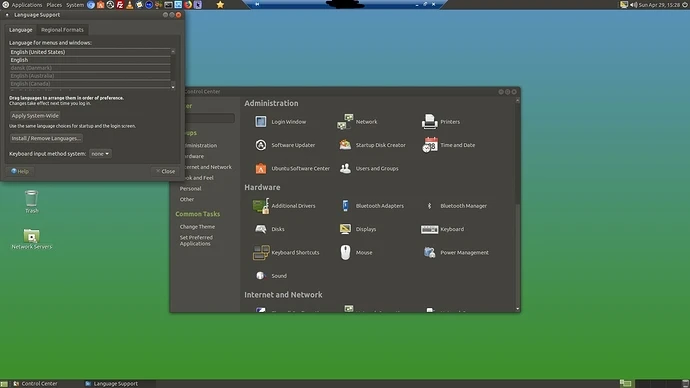 Applications Places System
Sun Apr 29, 15:28
Language Support
Language Regional Formats
Language for menus and windows:
English (United States)
English
Dansk (Danmark)
English (Australia)
English (Canada)
Drag languages to arrange them in order of preference.
Changes take effect next time you log in.
Apply System-Wide
Use the same language choices for startup and the login screen.
Install / Remove Languages...
Keyboard input method system: none
Help Close
Control Center
Administration
Login Window Network Printers
Software Updater Startup Disk Creator Time and Date
Ubuntu Software Center Users and Groups
Hardware
Additional Drivers Bluetooth Adapters Bluetooth Manager
Disks Displays Keyboard
Keyboard Shortcuts Mouse Power Management
Sound
Internet and Network
oups
dministration
ardware
ternet and Network
ook and Feel
Personal
Other
Common Tasks
Change Theme
Set Preferred
Applications
Trash
Network Servers
Control Center Language Support